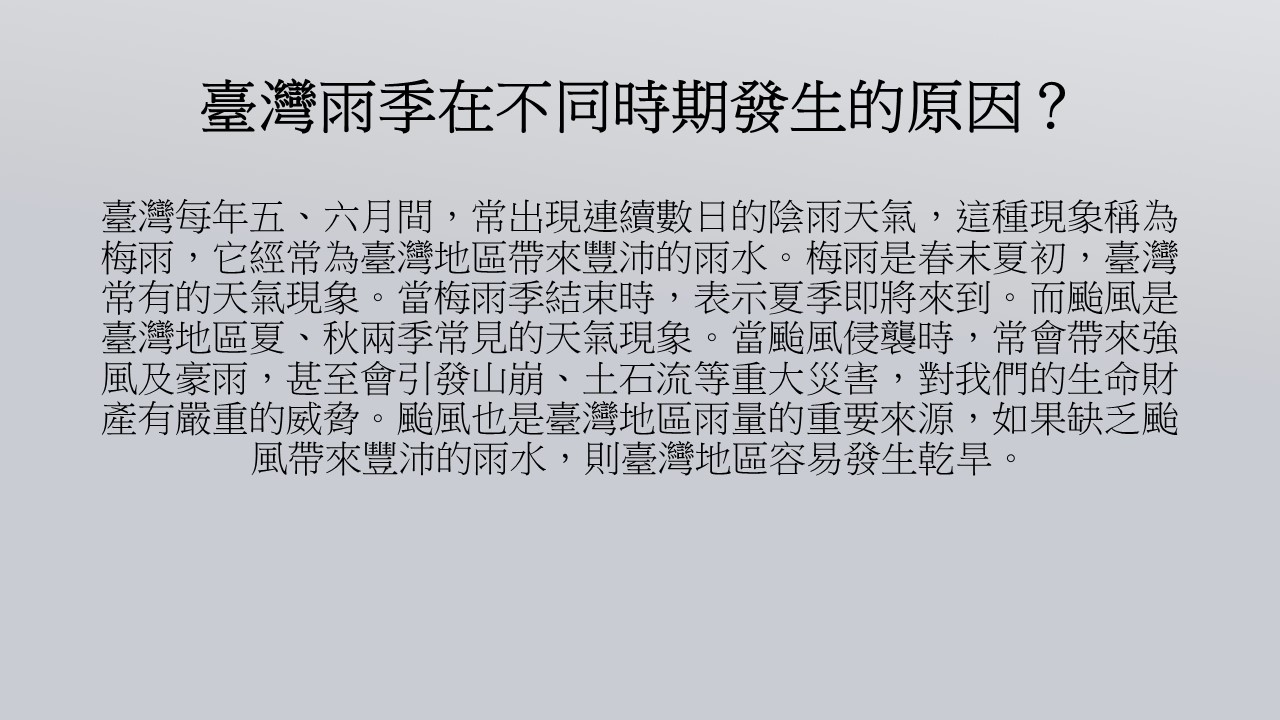 臺灣雨季在不同時期發生的原因？
臺灣每年五、六月間，常出現連續數日的陰雨天氣，這種現象稱為
梅雨，它經常為臺灣地區帶來豐沛的雨水。梅雨是春末夏初，臺灣
常有的天氣現象。當梅雨季結束時，表示夏季即將來到。而颱風是
臺灣地區夏、秋兩季常見的天氣現象。當颱風侵襲時，常會帶來強
風及豪雨，甚至會引發山崩、土石流等重大災害，對我們的生命財
產有嚴重的威脅。颱風也是臺灣地區雨量的重要來源，如果缺乏颱
風帶來豐沛的雨水，則臺灣地區容易發生乾旱。